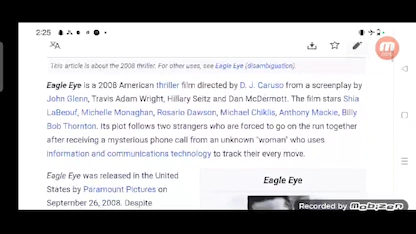 2:25
This article is about the 2008 thriller. For other uses, see Eagle Eye (disambiguation).
Eagle Eye is a 2008 American thriller film directed by D. J. Caruso from a screenplay by
John Glenn, Travis Adam Wright, Hillary Seitz and Dan McDermott. The film stars Shia
LaBeouf, Michelle Monaghan, Rosario Dawson, Michael Chiklis, Anthony Mackie, Billy
Bob Thornton. Its plot follows two strangers who are forced to go on the run together
after receiving a mysterious phone call from an unknown "woman" who uses
information and communications technology to track their every move.
Eagle Eye was released in the United
States by Paramount Pictures on
September 26, 2008. Despite
Eagle Eye
Recorded by Mobizen